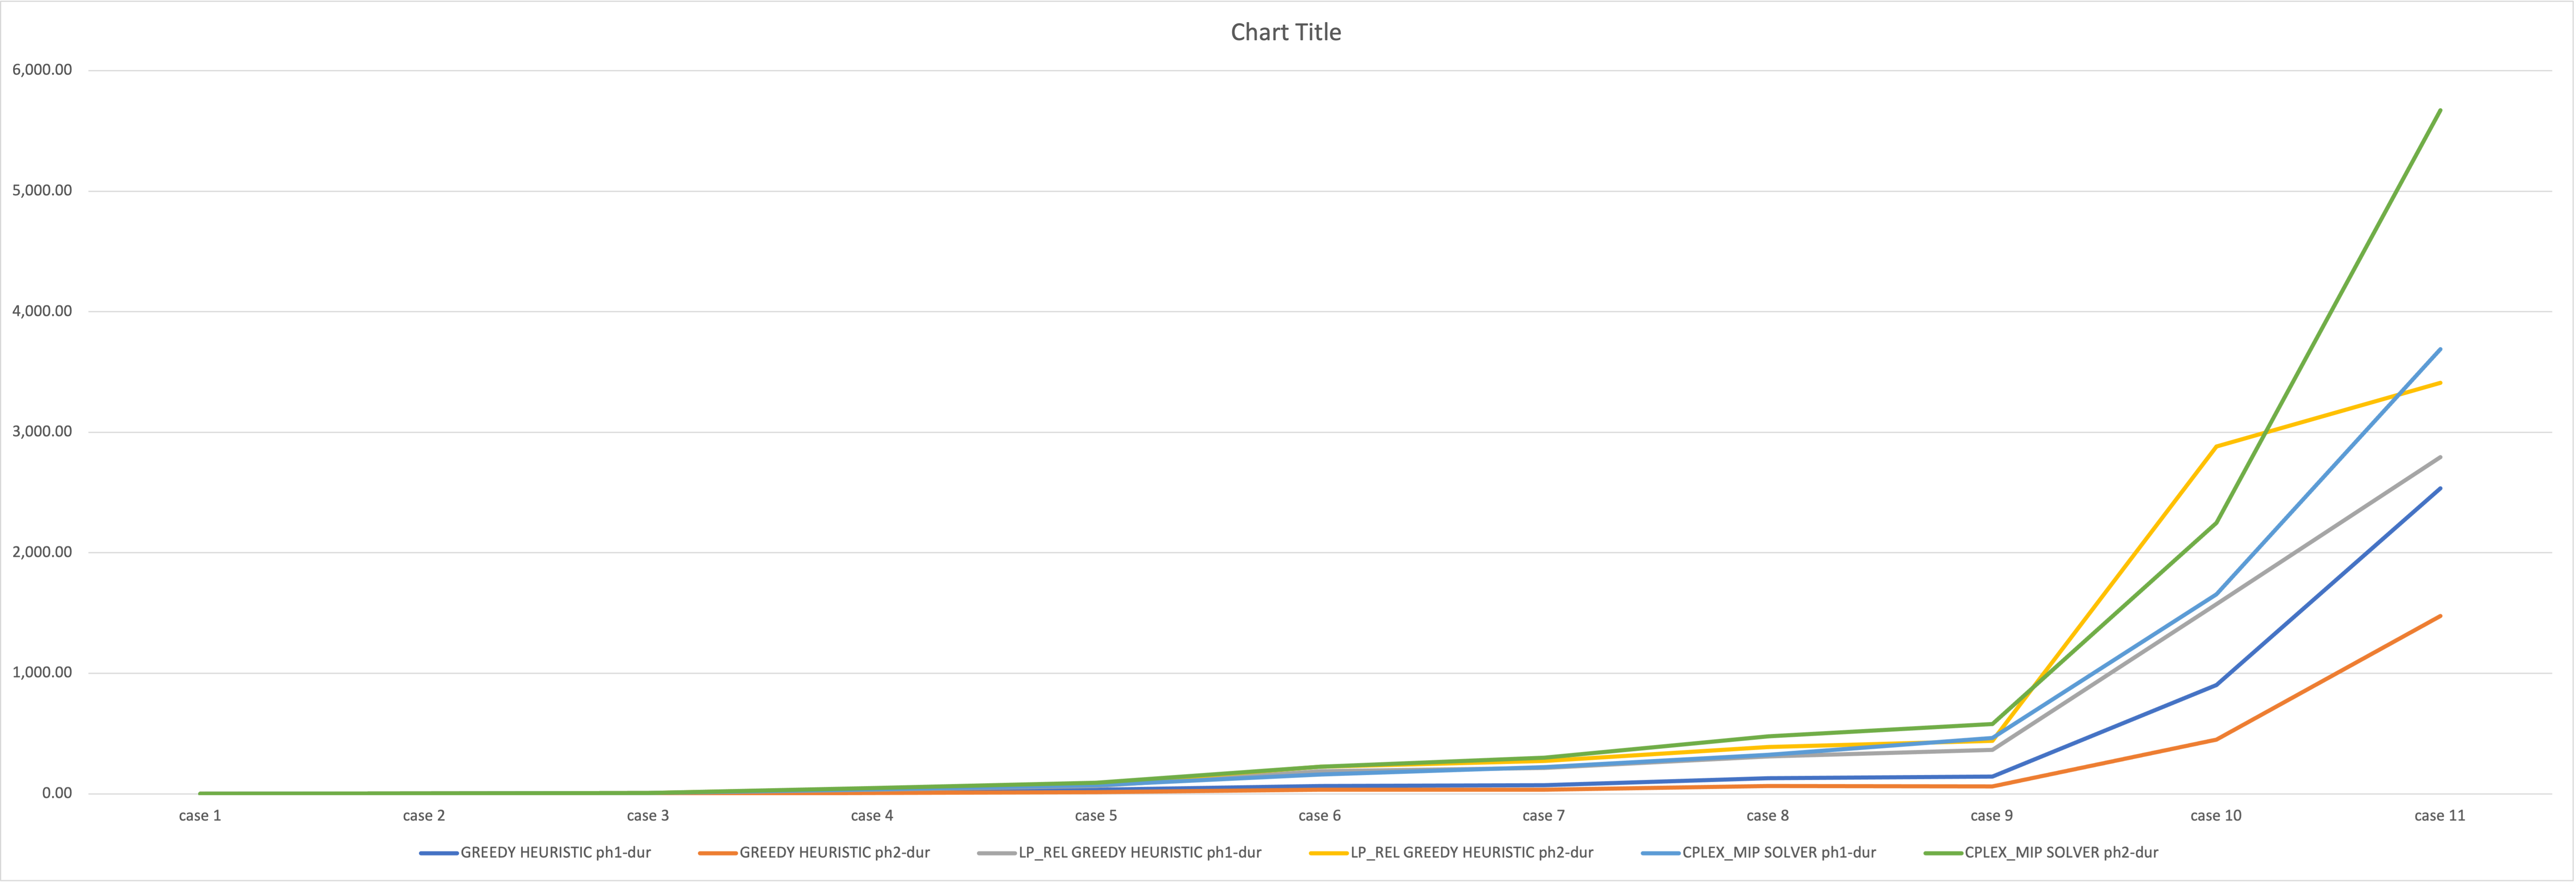 Chart Title
6,000.00
5,000.00
4,000.00
3,000.00
2,000.00
1,000.00
0.00
case 1 case 2 case 3 case 4 case 5 case 6 case 7 case 8 case 9 case 10 case 11
GREEDY HEURISTIC ph1-dur GREEDY HEURISTIC ph2-dur LP_REL GREEDY HEURISTIC ph1-dur LP_REL GREEDY HEURISTIC ph2-dur CPLEX_MIP SOLVER ph1-dur CPLEX_MIP SOLVER ph2-dur